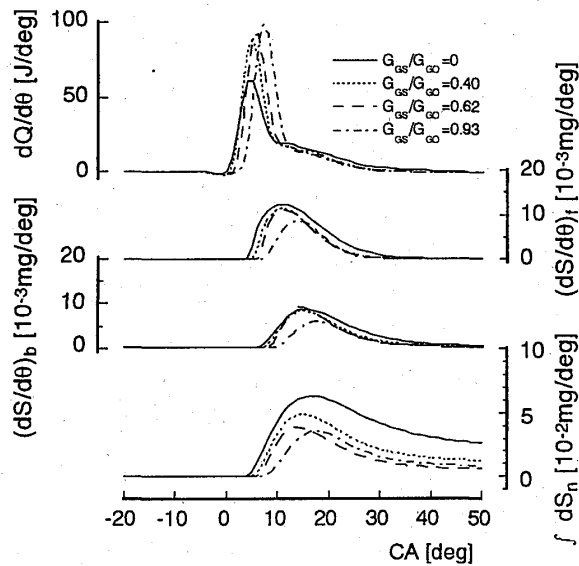 dQ/dθ [J/deg]
100
50
0
G_GS/G_GO=0
G_GS/G_GO=0.40
G_GS/G_GO=0.62
G_GS/G_GO=0.93
20
10
0
(dS/dθ)_f [10⁻³mg/deg]
(dS/dθ)_b [10⁻³mg/deg]
20
10
0
10
5
0
∫ dS_n [10⁻²mg/deg]
-20 -10 0 10 20 30 40 50
CA [deg]